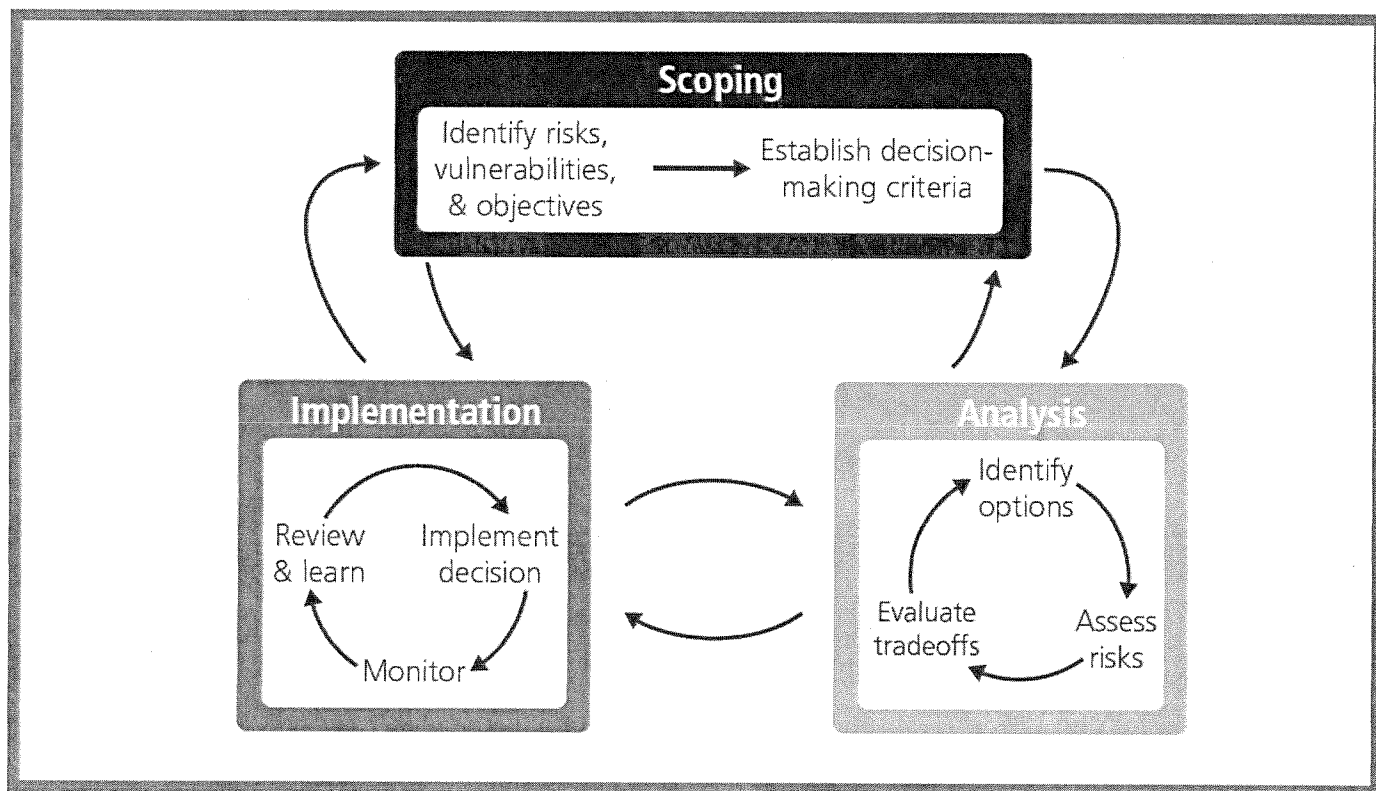 Scoping
Identify risks,
vulnerabilities,
& objectives
Establish decision-
making criteria
Implementation
Review
& learn
Implement
decision
Monitor
Analysis
Identify
options
Assess
risks
Evaluate
tradeoffs